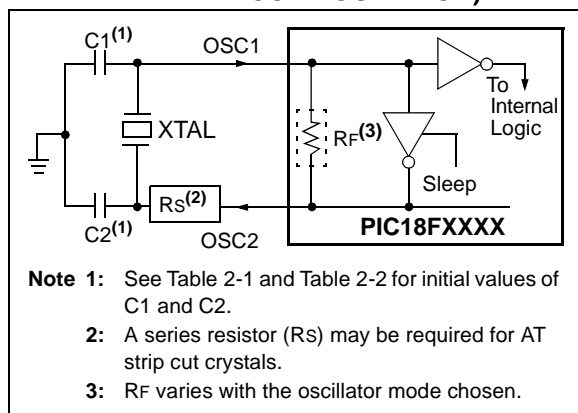 C1(1)
OSC1
To
Internal
Logic
XTAL
RF(3)
Sleep
C2(1)
RS(2)
OSC2
PIC18FXXXX
Note 1: See Table 2-1 and Table 2-2 for initial values of
C1 and C2.
2: A series resistor (RS) may be required for AT
strip cut crystals.
3: RF varies with the oscillator mode chosen.